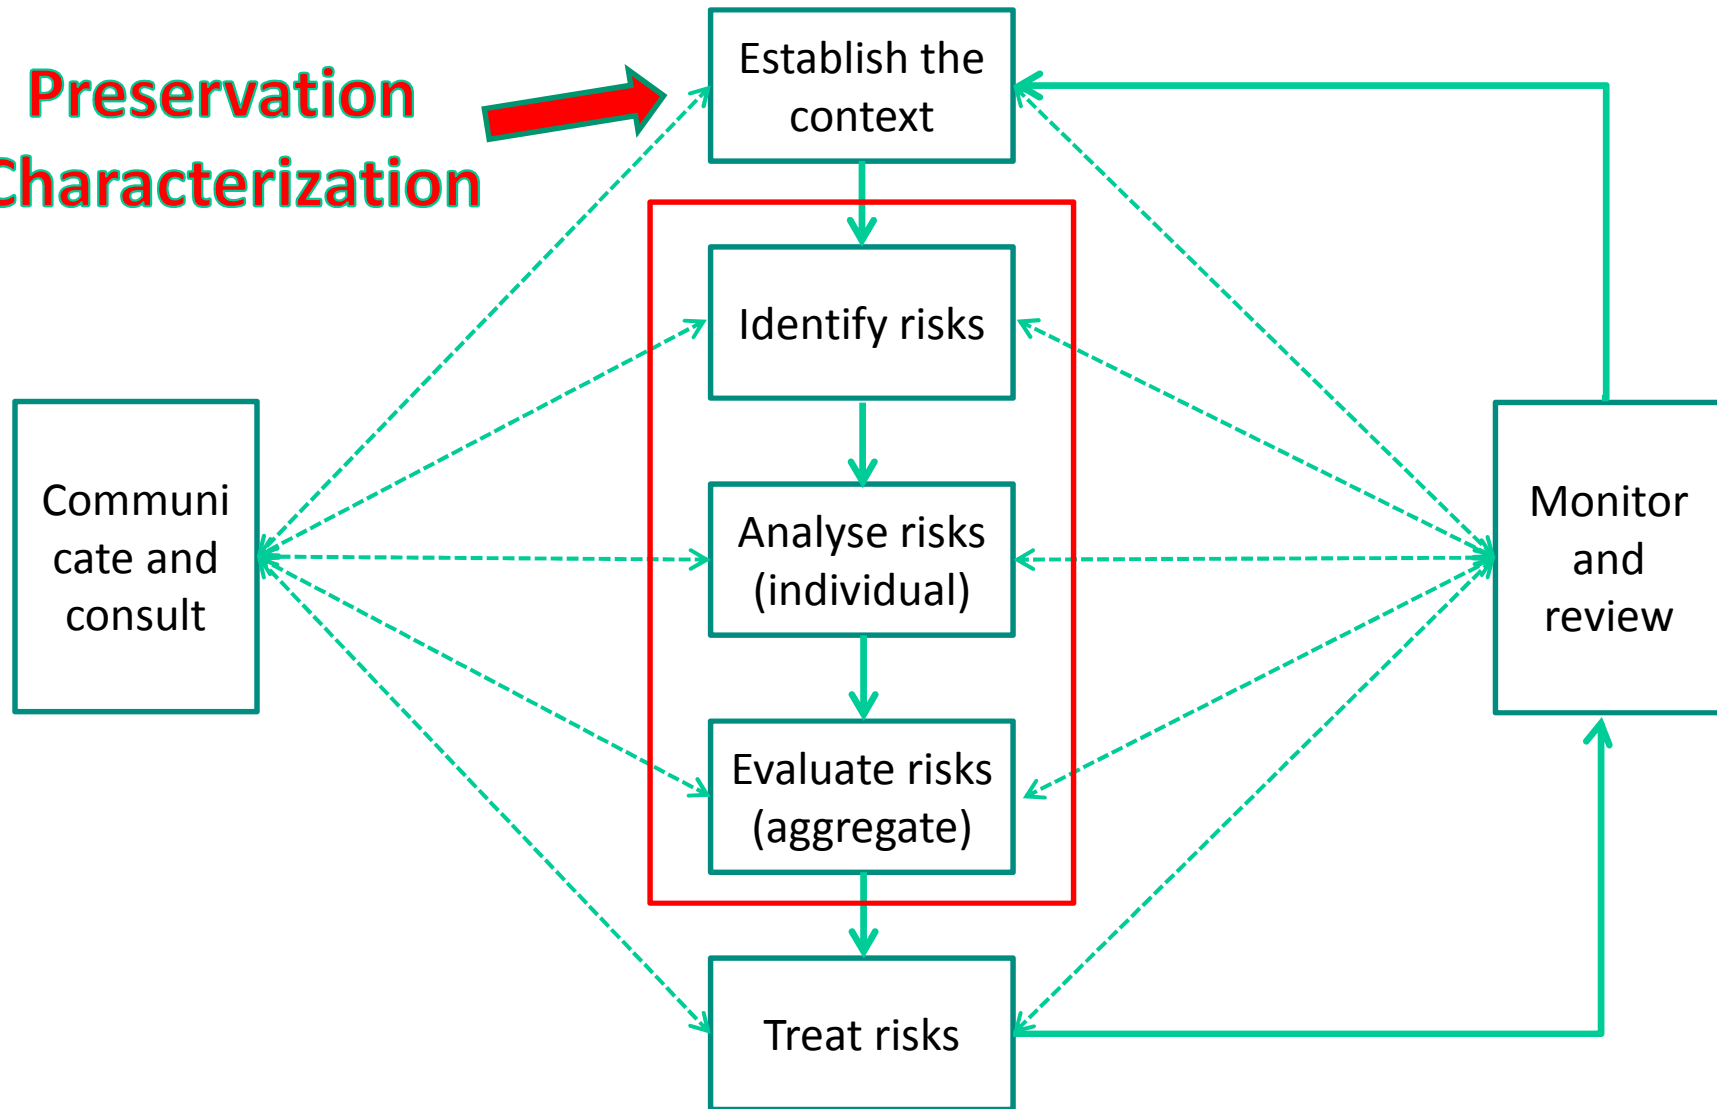 Preservation
Characterization
Establish the
context
Identify risks
Analyse risks
(individual)
Evaluate risks
(aggregate)
Treat risks
Communi
cate and
consult
Monitor
and
review